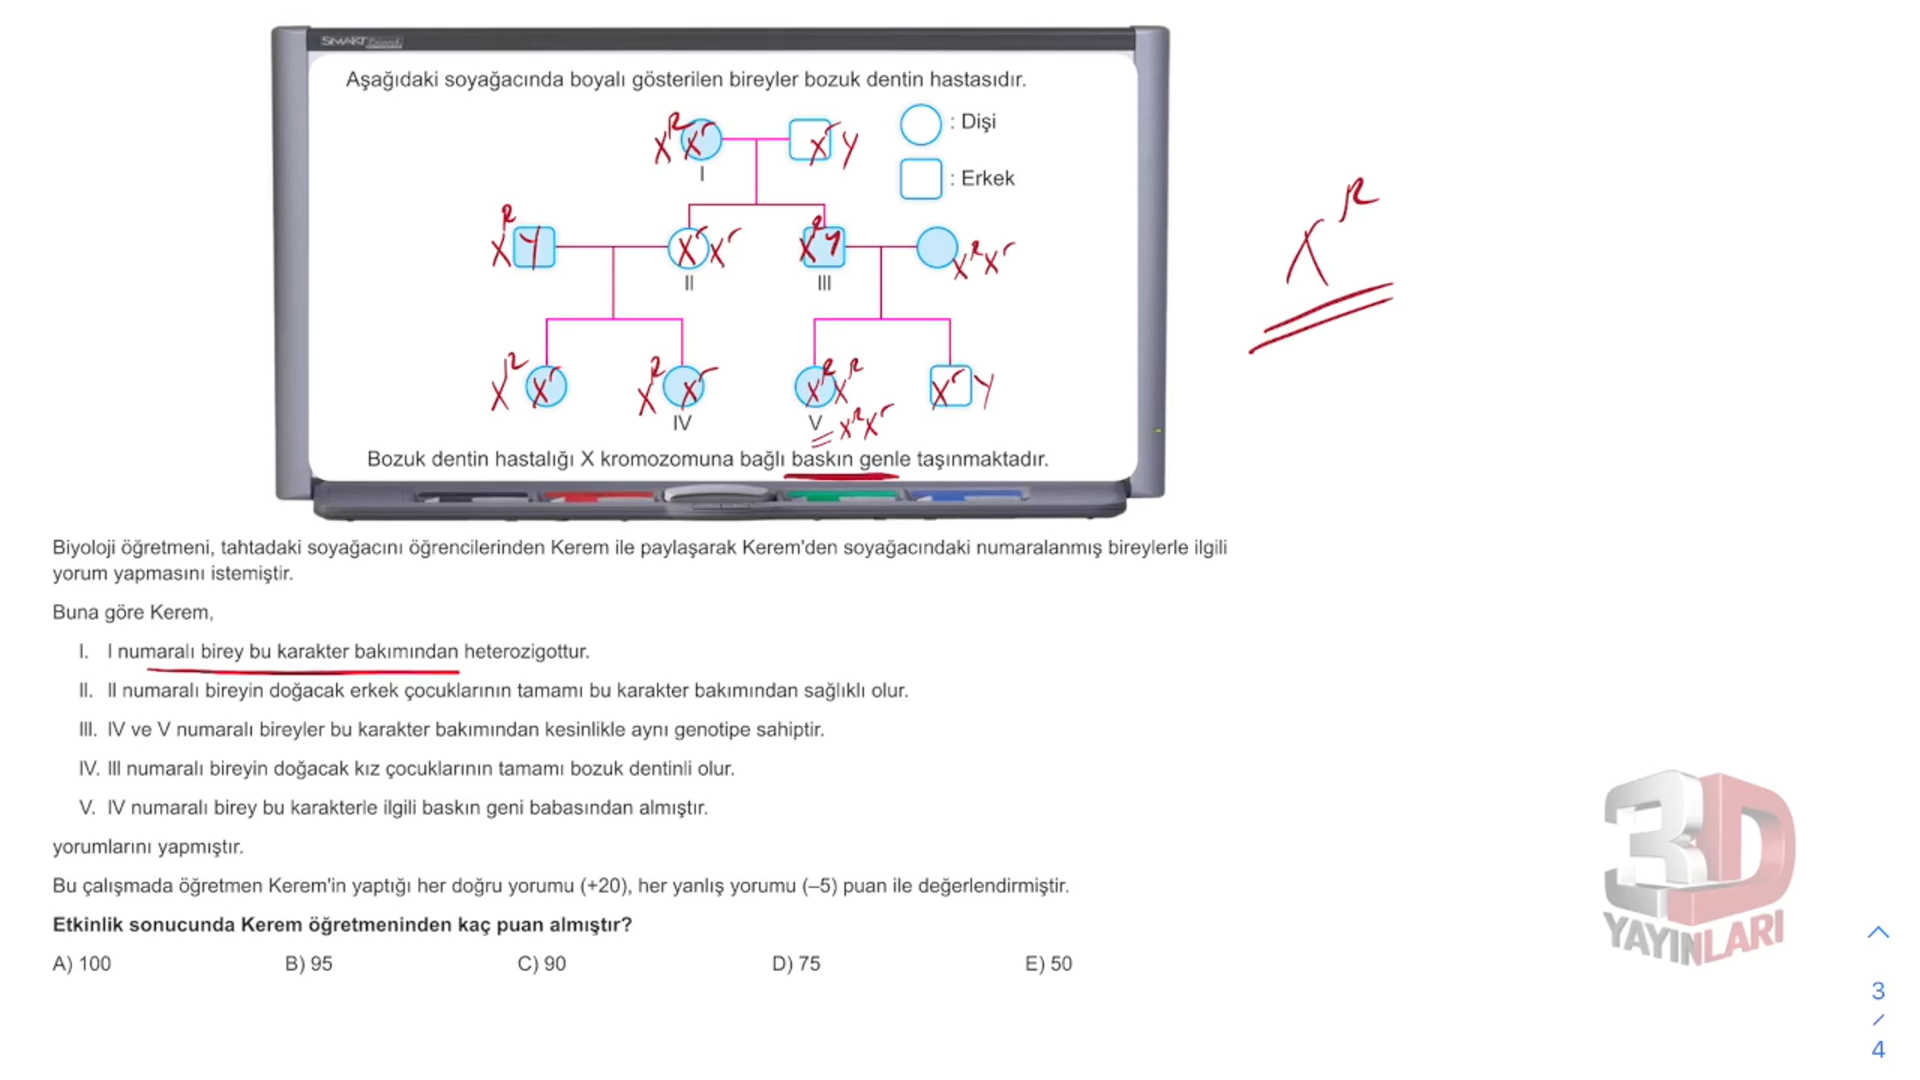 SMART Board
Aşağıdaki soyağacında boyalı gösterilen bireyler bozuk dentin hastasıdır.
: Dişi
: Erkek
X^R X^r
X^r Y
I
X^R
X^R Y
X^r X^r
X^R Y
X^R X^r
II
III
X^R X^r
X^R X^r
X^R X^R
X^r Y
IV
V
= X^R X^r
Bozuk dentin hastalığı X kromozomuna bağlı baskın genle taşınmaktadır.
Biyoloji öğretmeni, tahtadaki soyağacını öğrencilerinden Kerem ile paylaşarak Kerem'den soyağacındaki numaralanmış bireylerle ilgili
yorum yapmasını istemiştir.
Buna göre Kerem,
I. I numaralı birey bu karakter bakımından heterozigottur.
II. II numaralı bireyin doğacak erkek çocuklarının tamamı bu karakter bakımından sağlıklı olur.
III. IV ve V numaralı bireyler bu karakter bakımından kesinlikle aynı genotipe sahiptir.
IV. III numaralı bireyin doğacak kız çocuklarının tamamı bozuk dentinli olur.
V. IV numaralı birey bu karakterle ilgili baskın geni babasından almıştır.
yorumlarını yapmıştır.
Bu çalışmada öğretmen Kerem'in yaptığı her doğru yorumu (+20), her yanlış yorumu (–5) puan ile değerlendirmiştir.
Etkinlik sonucunda Kerem öğretmeninden kaç puan almıştır?
A) 100 B) 95 C) 90 D) 75 E) 50
3D
YAYINLARI
3
/
4